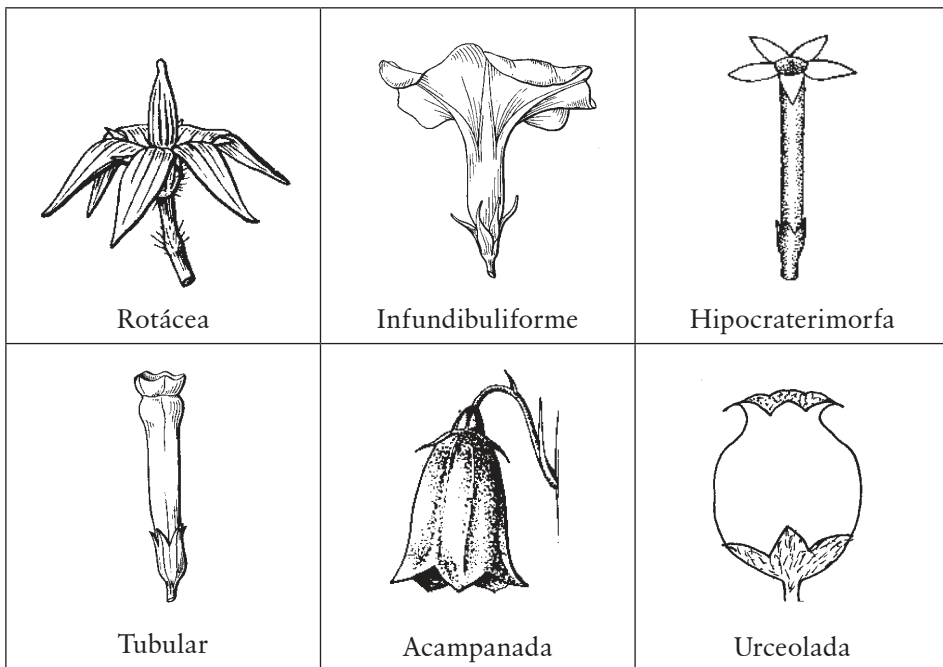 Rotácea
Infundibuliforme
Hipocraterimorfa
Tubular
Acampanada
Urceolada